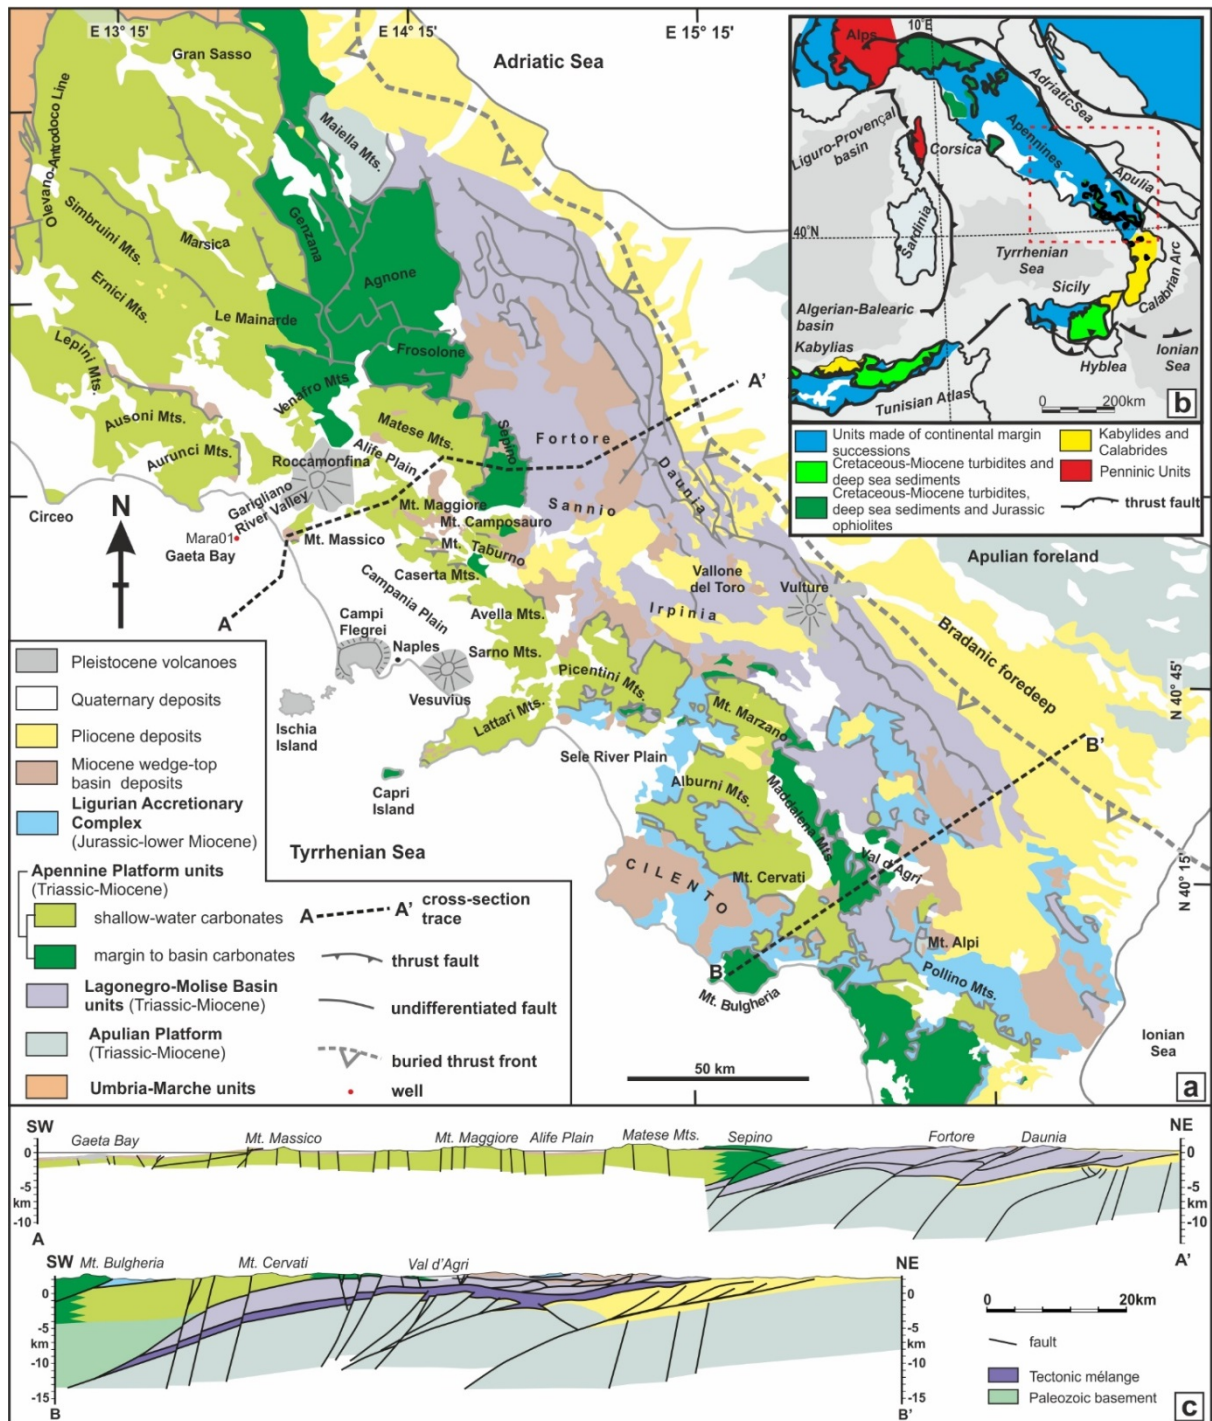 E 13° 15'
E 14° 15'
E 15° 15'
Gran Sasso
Adriatic Sea
Olevano-Antrodoco Line
Maiella Mts.
Simbruini Mts.
Marsica
Genzana
Ernici Mts.
Agnone
Le Mainarde
Lepini Mts.
Frosolone
Venafro Mts
A'
Ausoni Mts.
Matese Mts.
Sepino
Fortore
Aurunci Mts.
Roccamonfina
Alife Plain
Daunia
Circeo
N
Garigliano
River Valley
Mt. Maggiore
Sannio
Mara01
Gaeta Bay
Mt. Massico
Mt. Camposauro
Mt. Taburno
Apulian foreland
Caserta Mts.
Vallone
del Toro
Vulture
Campania Plain
A
Avella Mts.
Irpinia
Campi
Flegrei
Naples
Sarno Mts.
Bradanic foredeep
Picentini Mts.
N 40° 45'
Vesuvius
Ischia
Island
Lattari Mts.
Mt. Marzano
B'
Sele River Plain
Capri
Island
Alburni Mts.
Maddalena Mts.
Tyrrhenian Sea
Val d'Agri
N 40° 15'
CILENTO
Mt. Cervati
Mt. Alpi
B
Pollino Mts.
Mt. Bulgheria
Ionian
Sea
50 km
a
Pleistocene volcanoes
Quaternary deposits
Pliocene deposits
Miocene wedge-top
basin deposits
Ligurian Accretionary
Complex
(Jurassic-lower Miocene)
Apennine Platform units
(Triassic-Miocene)
shallow-water carbonates
margin to basin carbonates
Lagonegro-Molise Basin
units (Triassic-Miocene)
Apulian Platform
(Triassic-Miocene)
Umbria-Marche units
A A' cross-section
trace
thrust fault
undifferentiated fault
buried thrust front
well
10°E
Alps
Adriatic Sea
Liguro-Provençal
basin
Corsica
Apennines
Apulia
40°N
Sardinia
Tyrrhenian
Sea
Calabrian Arc
Sicily
Algerian-Balearic
basin
Kabylias
Ionian
Sea
Hyblea
Tunisian Atlas
0 200km
b
Units made of continental margin
successions
Cretaceous-Miocene turbidites and
deep sea sediments
Cretaceous-Miocene turbidites,
deep sea sediments and Jurassic
ophiolites
Kabylides and
Calabrides
Penninic Units
thrust fault
SW
NE
Gaeta Bay
Mt. Massico
Mt. Maggiore
Alife Plain
Matese Mts.
Sepino
Fortore
Daunia
0
-5
km
-10
A
0
-5
km
-10
A'
SW
Mt. Bulgheria
Mt. Cervati
Val d'Agri
NE
0
-5
km
-10
-15
B
0
-5
km
-10
-15
B'
0 20km
fault
Tectonic mélange
Paleozoic basement
c